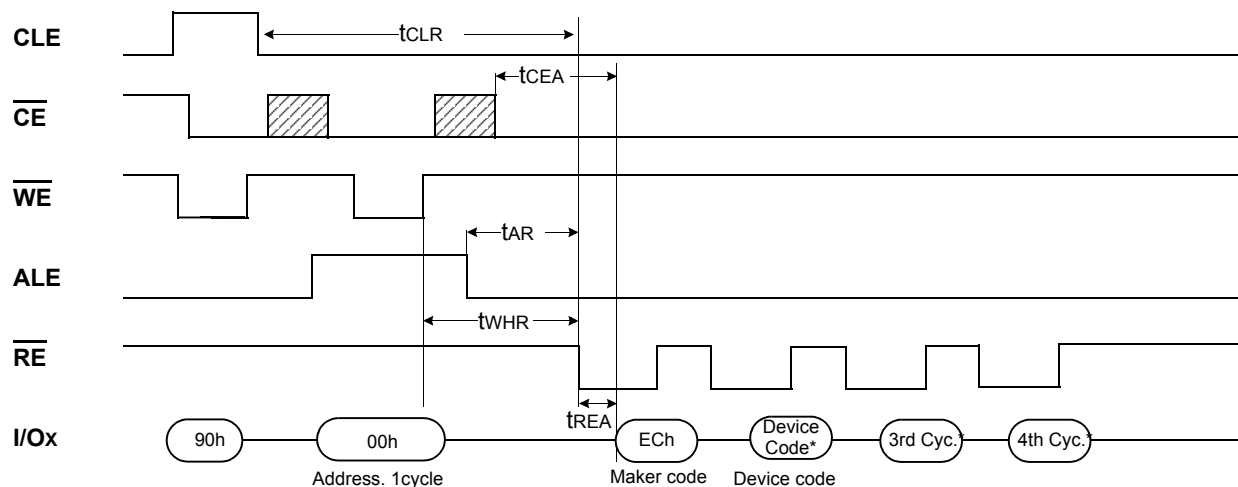 CLE
tCLR
tCEA
CE
WE
tAR
ALE
tWHR
RE
tREA
I/Ox
90h
00h
ECh
Device
Code*
3rd Cyc.*
4th Cyc.*
Address. 1cycle
Maker code
Device code